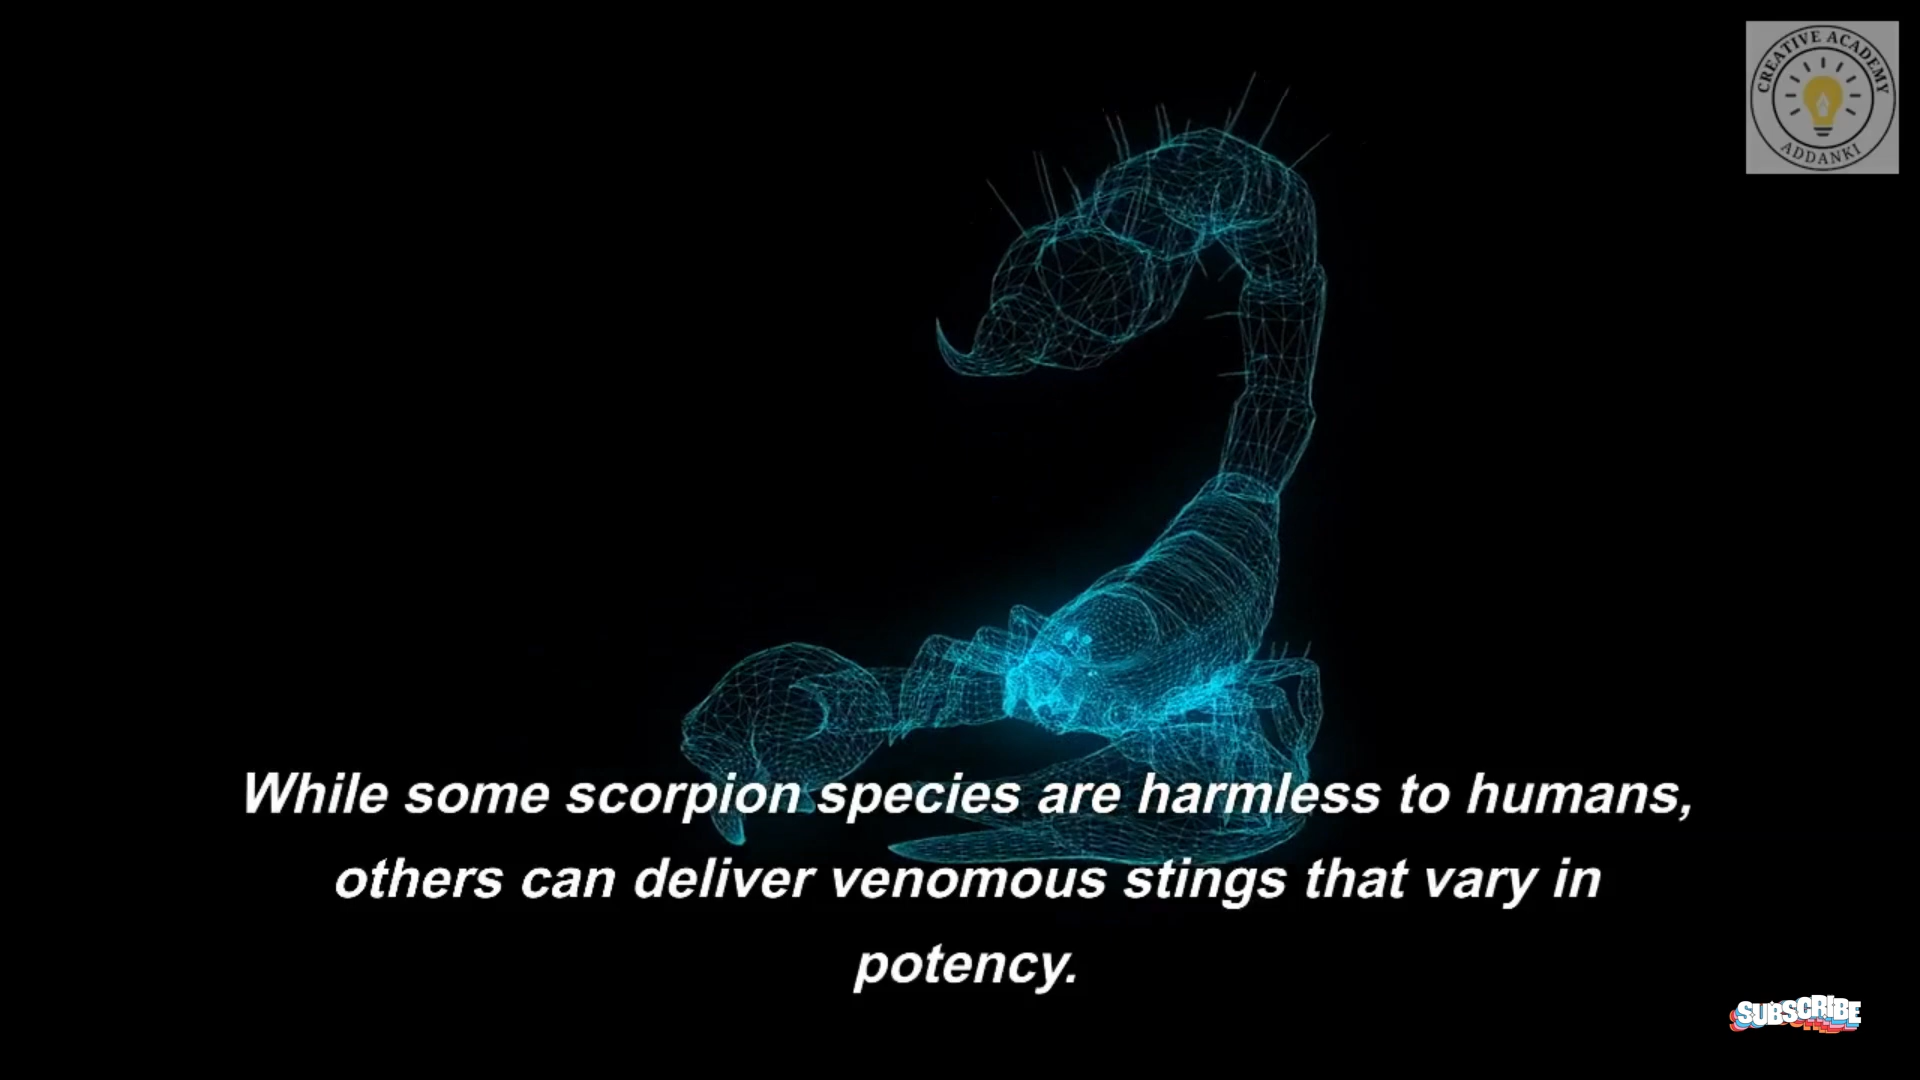 CREATIVE ACADEMY
ADDANKI
While some scorpion species are harmless to humans,
others can deliver venomous stings that vary in
potency.
SUBSCRIBE